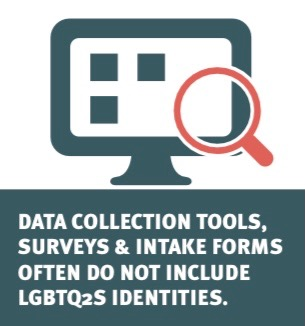 DATA COLLECTION TOOLS,
SURVEYS & INTAKE FORMS
OFTEN DO NOT INCLUDE
LGBTQ2S IDENTITIES.